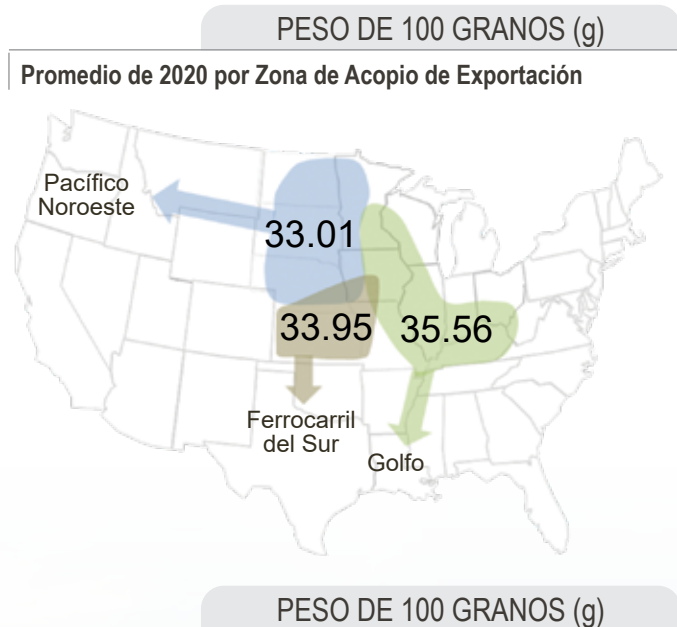 PESO DE 100 GRANOS (g)
Promedio de 2020 por Zona de Acopio de Exportación
Pacífico
Noroeste
33.01
33.95
35.56
Ferrocarril
del Sur
Golfo
PESO DE 100 GRANOS (g)